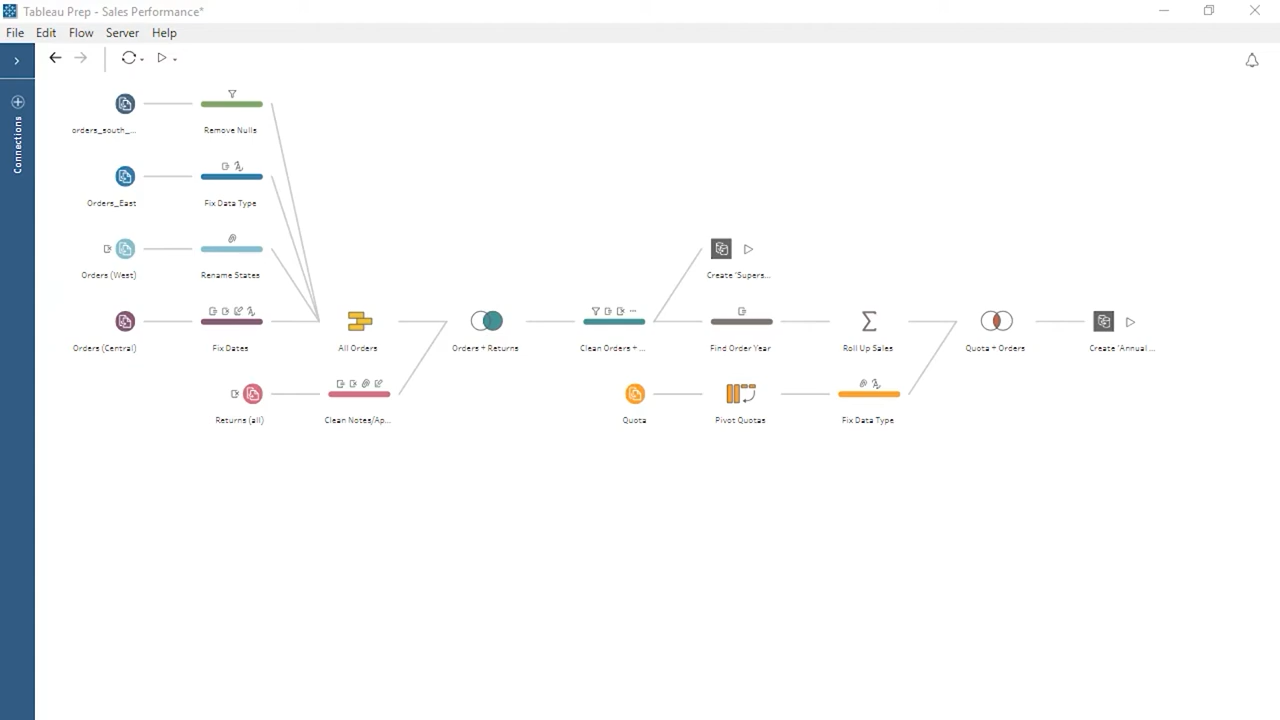 Tableau Prep - Sales Performance*
File Edit Flow Server Help
Connections
orders_south_...
Remove Nulls
Orders_East
Fix Data Type
Orders (West)
Rename States
Create 'Supers...
Orders (Central)
Fix Dates
All Orders
Orders + Returns
Clean Orders + ...
Find Order Year
Roll Up Sales
Quota + Orders
Create 'Annual ...
Returns (all)
Clean Notes/Ap...
Quota
Pivot Quotas
Fix Data Type